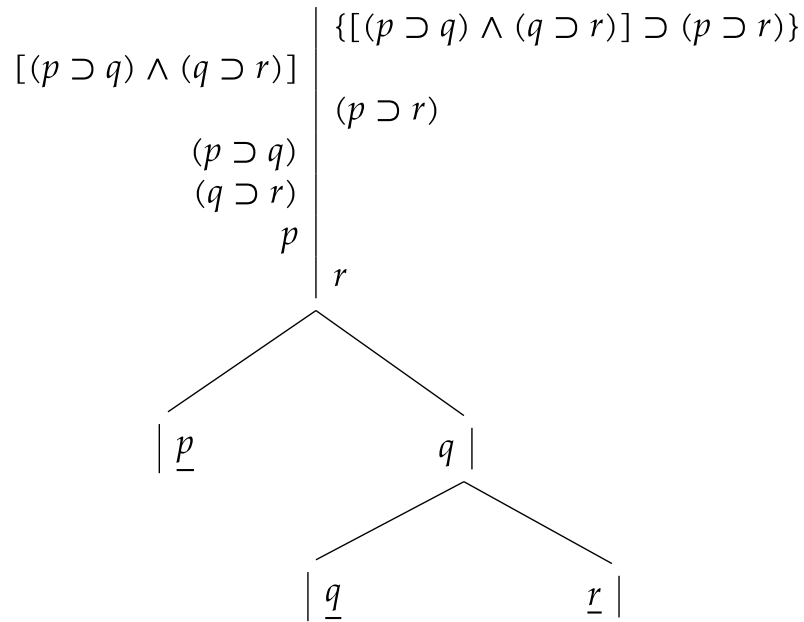 {[(p ⊃ q) ∧ (q ⊃ r)] ⊃ (p ⊃ r)}
[(p ⊃ q) ∧ (q ⊃ r)]
(p ⊃ r)
(p ⊃ q)
(q ⊃ r)
p
r
p
q
q
r